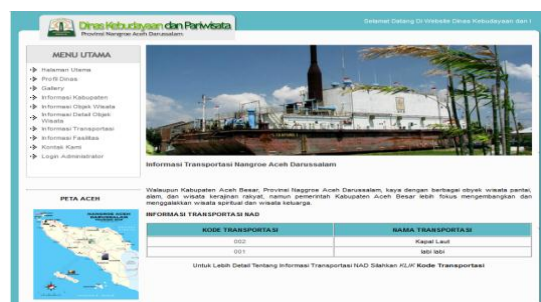 Dinas Kebudayaan dan Pariwisata
Provinsi Nangroe Aceh Darussalam.
Selamat Datang Di Website Dinas Kebudayaan dan
MENU UTAMA
Halaman Utama
Profil Dinas
Gallery
Informasi Kabupaten
Informasi Objek Wisata
Informasi Detail Objek
Wisata
Informasi Transportasi
Informasi Fasilitas
Kontak Kami
Login Administrator
Informasi Transportasi Nangroe Aceh Darussalam
PETA ACEH
Walaupun Kabupaten Aceh Besar, Provinsi Naggroe Aceh Darussalam, kaya dengan berbagai obyek wisata pantai,
alam, dan wisata kerajinan rakyat, namun pemerintah Kabupaten Aceh Besar lebih fokus mengembangkan dan
menggalakkan wisata spiritual dan wisata keluarga.
INFORMASI TRANSPORTASI NAD
KODE TRANSPORTASI NAMA TRANSPORTASI
002 Kapal Laut
001 labi labi
Untuk Lebih Detail Tentang Informasi Transportasi NAD Silahkan KLIK Kode Transportasi